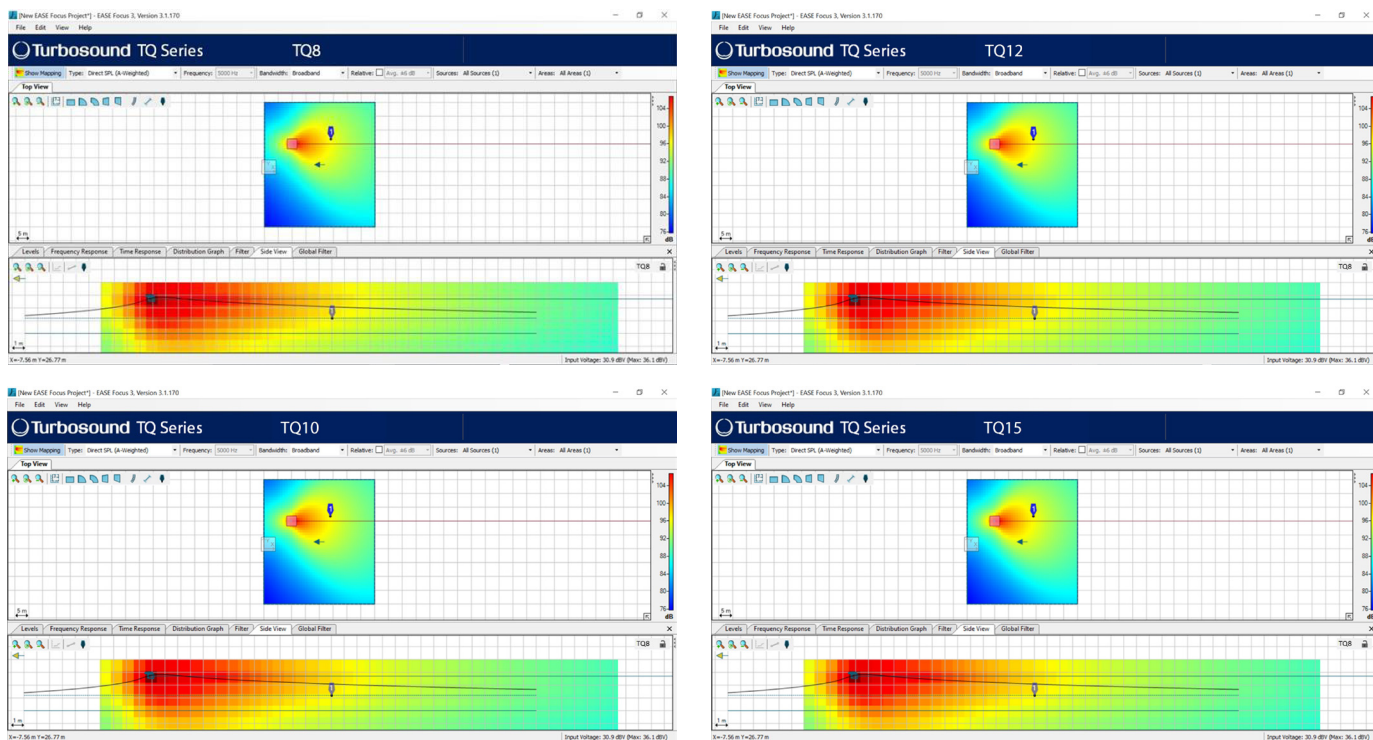 [New EASE Focus Project*] - EASE Focus 3, Version 3.1.170
File Edit View Help
Turbosound TQ Series TQ8
Show Mapping Type: Direct SPL (A-Weighted) Frequency: 5000 Hz Bandwidth: Broadband Relative: Avg. ±6 dB Sources: All Sources (1) Areas: All Areas (1)
Top View
104
100
96
92
88
84
80
76
dB
5 m
Levels Frequency Response Time Response Distribution Graph Filter Side View Global Filter
TQ8
1 m
X=-7.56 m Y=26.77 m Input Voltage: 30.9 dBV (Max: 36.1 dBV)
[New EASE Focus Project*] - EASE Focus 3, Version 3.1.170
File Edit View Help
Turbosound TQ Series TQ12
Show Mapping Type: Direct SPL (A-Weighted) Frequency: 5000 Hz Bandwidth: Broadband Relative: Avg. ±6 dB Sources: All Sources (1) Areas: All Areas (1)
Top View
104
100
96
92
88
84
80
76
dB
5 m
Levels Frequency Response Time Response Distribution Graph Filter Side View Global Filter
TQ8
1 m
X=-7.56 m Y=26.77 m Input Voltage: 30.9 dBV (Max: 36.1 dBV)
[New EASE Focus Project*] - EASE Focus 3, Version 3.1.170
File Edit View Help
Turbosound TQ Series TQ10
Show Mapping Type: Direct SPL (A-Weighted) Frequency: 5000 Hz Bandwidth: Broadband Relative: Avg. ±6 dB Sources: All Sources (1) Areas: All Areas (1)
Top View
104
100
96
92
88
84
80
76
dB
5 m
Levels Frequency Response Time Response Distribution Graph Filter Side View Global Filter
TQ8
1 m
X=-7.56 m Y=26.77 m Input Voltage: 30.9 dBV (Max: 36.1 dBV)
[New EASE Focus Project*] - EASE Focus 3, Version 3.1.170
File Edit View Help
Turbosound TQ Series TQ15
Show Mapping Type: Direct SPL (A-Weighted) Frequency: 5000 Hz Bandwidth: Broadband Relative: Avg. ±6 dB Sources: All Sources (1) Areas: All Areas (1)
Top View
104
100
96
92
88
84
80
76
dB
5 m
Levels Frequency Response Time Response Distribution Graph Filter Side View Global Filter
TQ8
1 m
X=-7.56 m Y=26.77 m Input Voltage: 30.9 dBV (Max: 36.1 dBV)